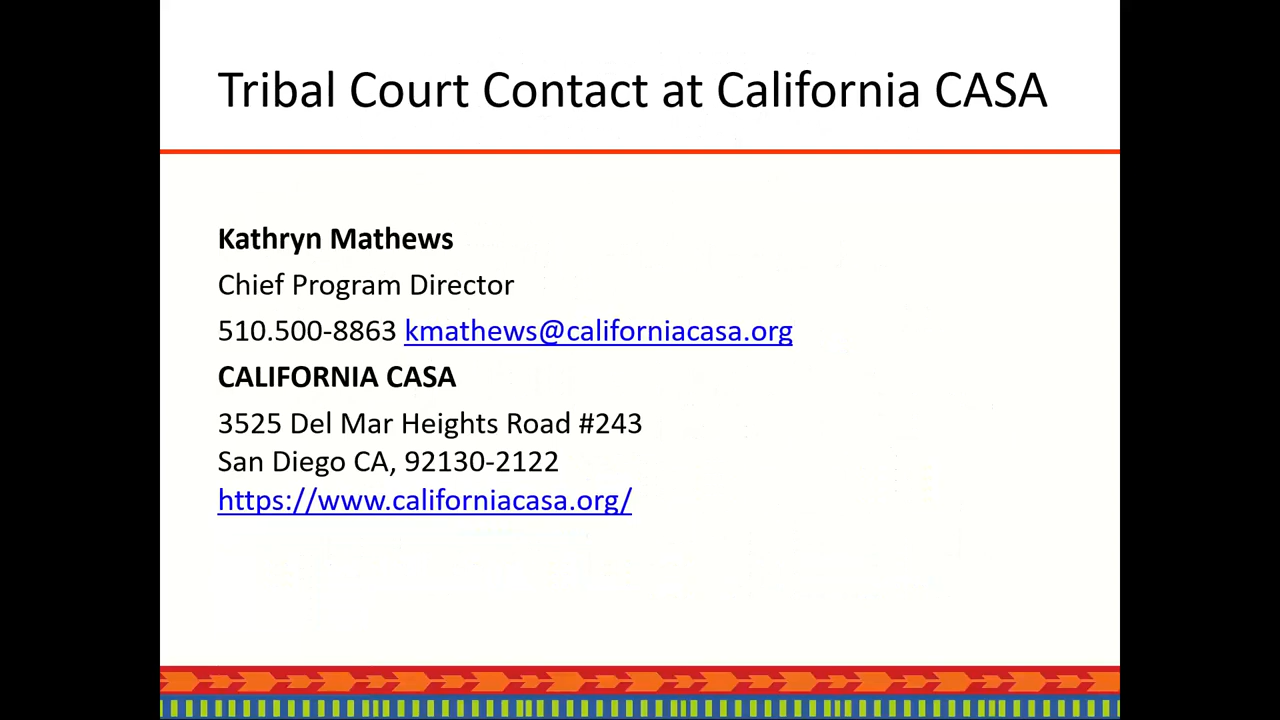 Tribal Court Contact at California CASA
Kathryn Mathews
Chief Program Director
510.500-8863 kmathews@californiacasa.org
CALIFORNIA CASA
3525 Del Mar Heights Road #243
San Diego CA, 92130-2122
https://www.californiacasa.org/